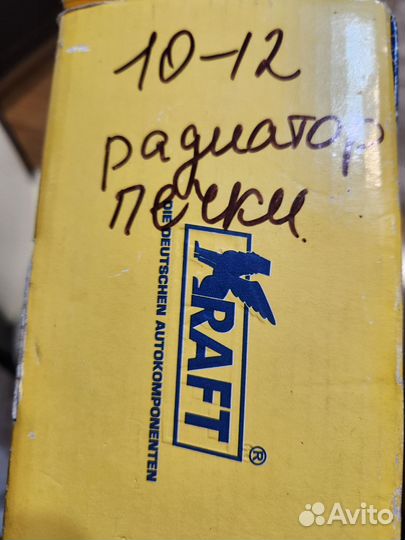 10-12
радиатор
печки
KRAFT®
DIE DEUTSCHEN AUTOKOMPONENTEN
Avito